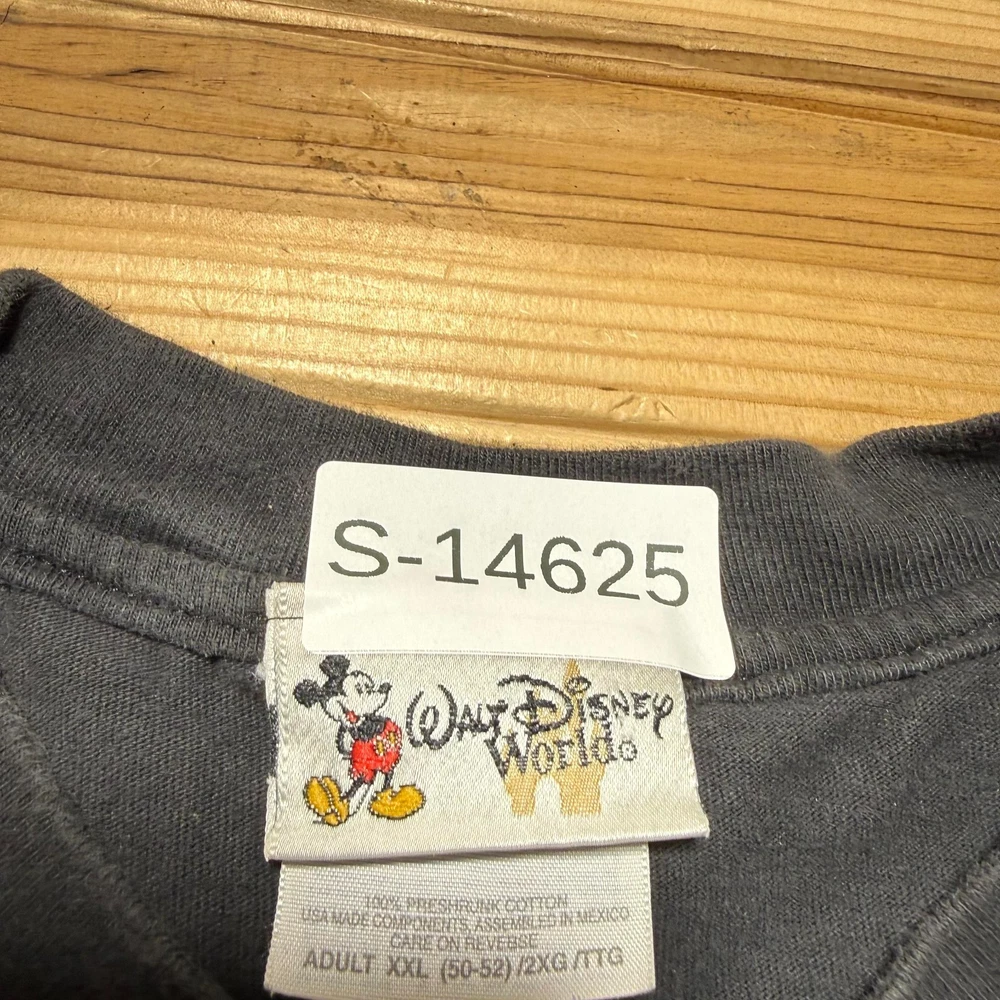 S-14625
WALT DISNEY
World®
100% PRESHRUNK COTTON
USA MADE COMPONENTS, ASSEMBLED IN MEXICO
CARE ON REVERSE
ADULT XXL (50-52) /2XG /TTG